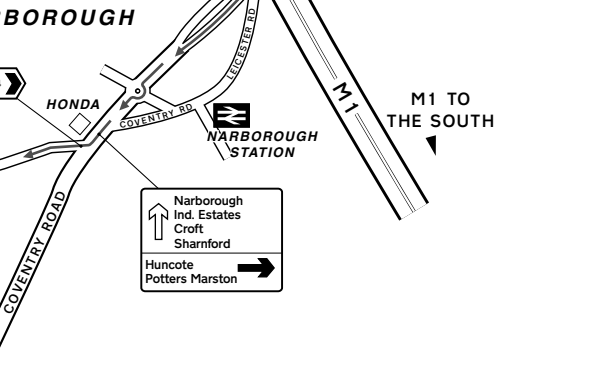 BOROUGH
LEICESTER RD
M1
M1 TO
THE SOUTH
HONDA
COVENTRY RD
NARBOROUGH
STATION
COVENTRY ROAD
Narborough
Ind. Estates
Croft
Sharnford
Huncote
Potters Marston